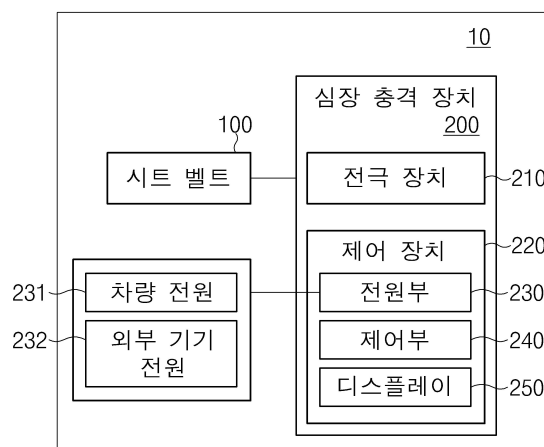 10
심장 충격 장치
200
100
시트 벨트
전극 장치
210
제어 장치
220
231
차량 전원
전원부
230
232
외부 기기
전원
제어부
240
디스플레이
250